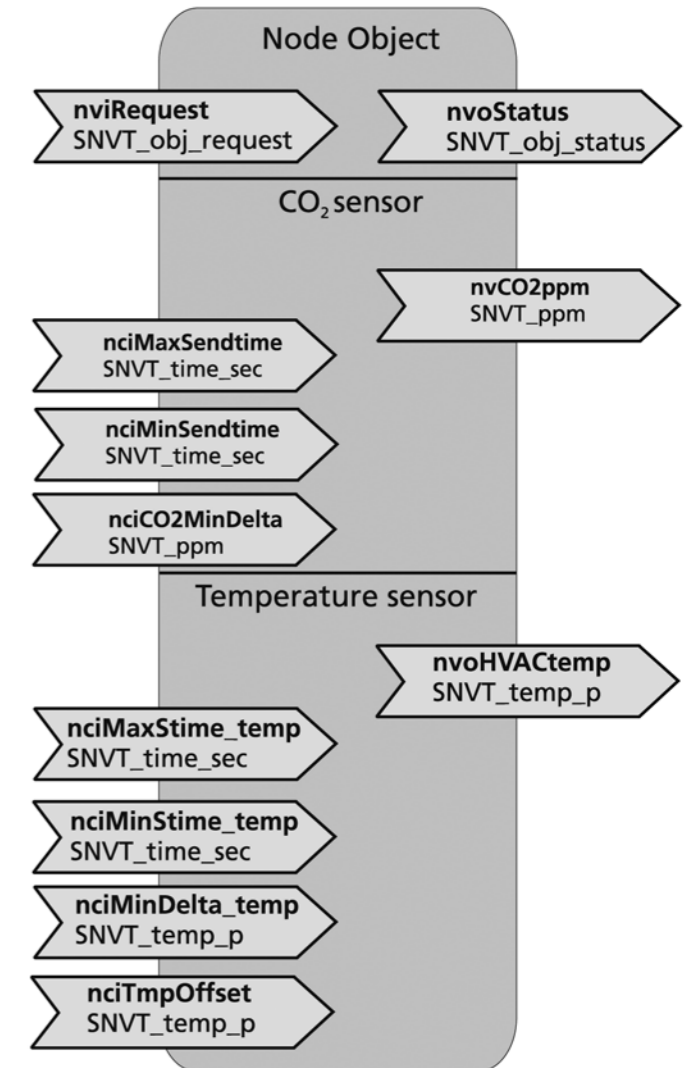 Node Object
nviRequest
SNVT_obj_request
nvoStatus
SNVT_obj_status
CO₂ sensor
nvCO2ppm
SNVT_ppm
nciMaxSendtime
SNVT_time_sec
nciMinSendtime
SNVT_time_sec
nciCO2MinDelta
SNVT_ppm
Temperature sensor
nvoHVACtemp
SNVT_temp_p
nciMaxStime_temp
SNVT_time_sec
nciMinStime_temp
SNVT_time_sec
nciMinDelta_temp
SNVT_temp_p
nciTmpOffset
SNVT_temp_p